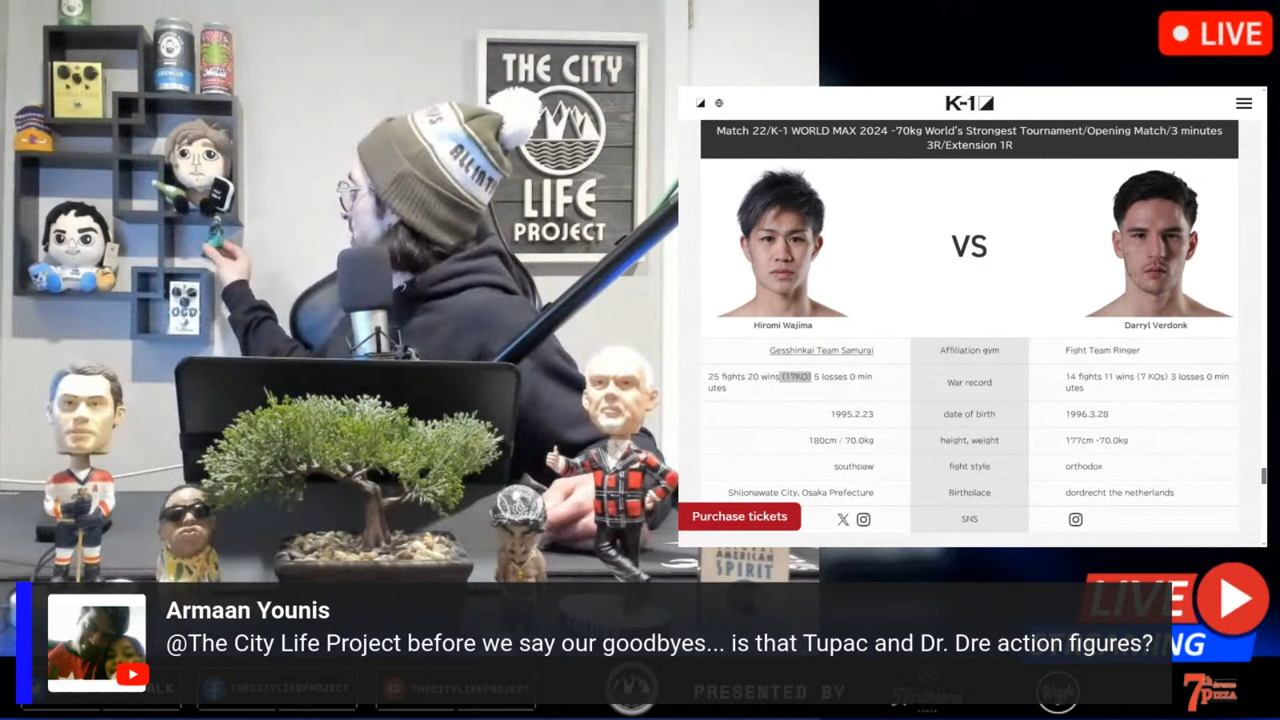 LIVE
THE CITY
LIFE
PROJECT
OCD
K-1
Match 22/K-1 WORLD MAX 2024 -70kg World's Strongest Tournament/Opening Match/3 minutes
3R/Extension 1R
VS
Hiromi Wajima
Darryl Verdonk
Gesshinkai Team Samurai
Affiliation gym
Fight Team Ringer
25 fights 20 wins (17KO) 5 losses 0 min
utes
War record
14 fights 11 wins (7 KOs) 3 losses 0 min
utes
1995.2.23
date of birth
1996.3.28
180cm / 70.0kg
height, weight
177cm・70.0kg
southpaw
fight style
orthodox
Shijonawate City, Osaka Prefecture
Birthplace
dordrecht the netherlands
SNS
Purchase tickets
AMERICAN
SPIRIT
LIVE
Armaan Younis
@The City Life Project before we say our goodbyes... is that Tupac and Dr. Dre action figures?
THECITYLIFEPROJECT
THECITYLIFEPROJECT
PRESENTED BY
PIZZA